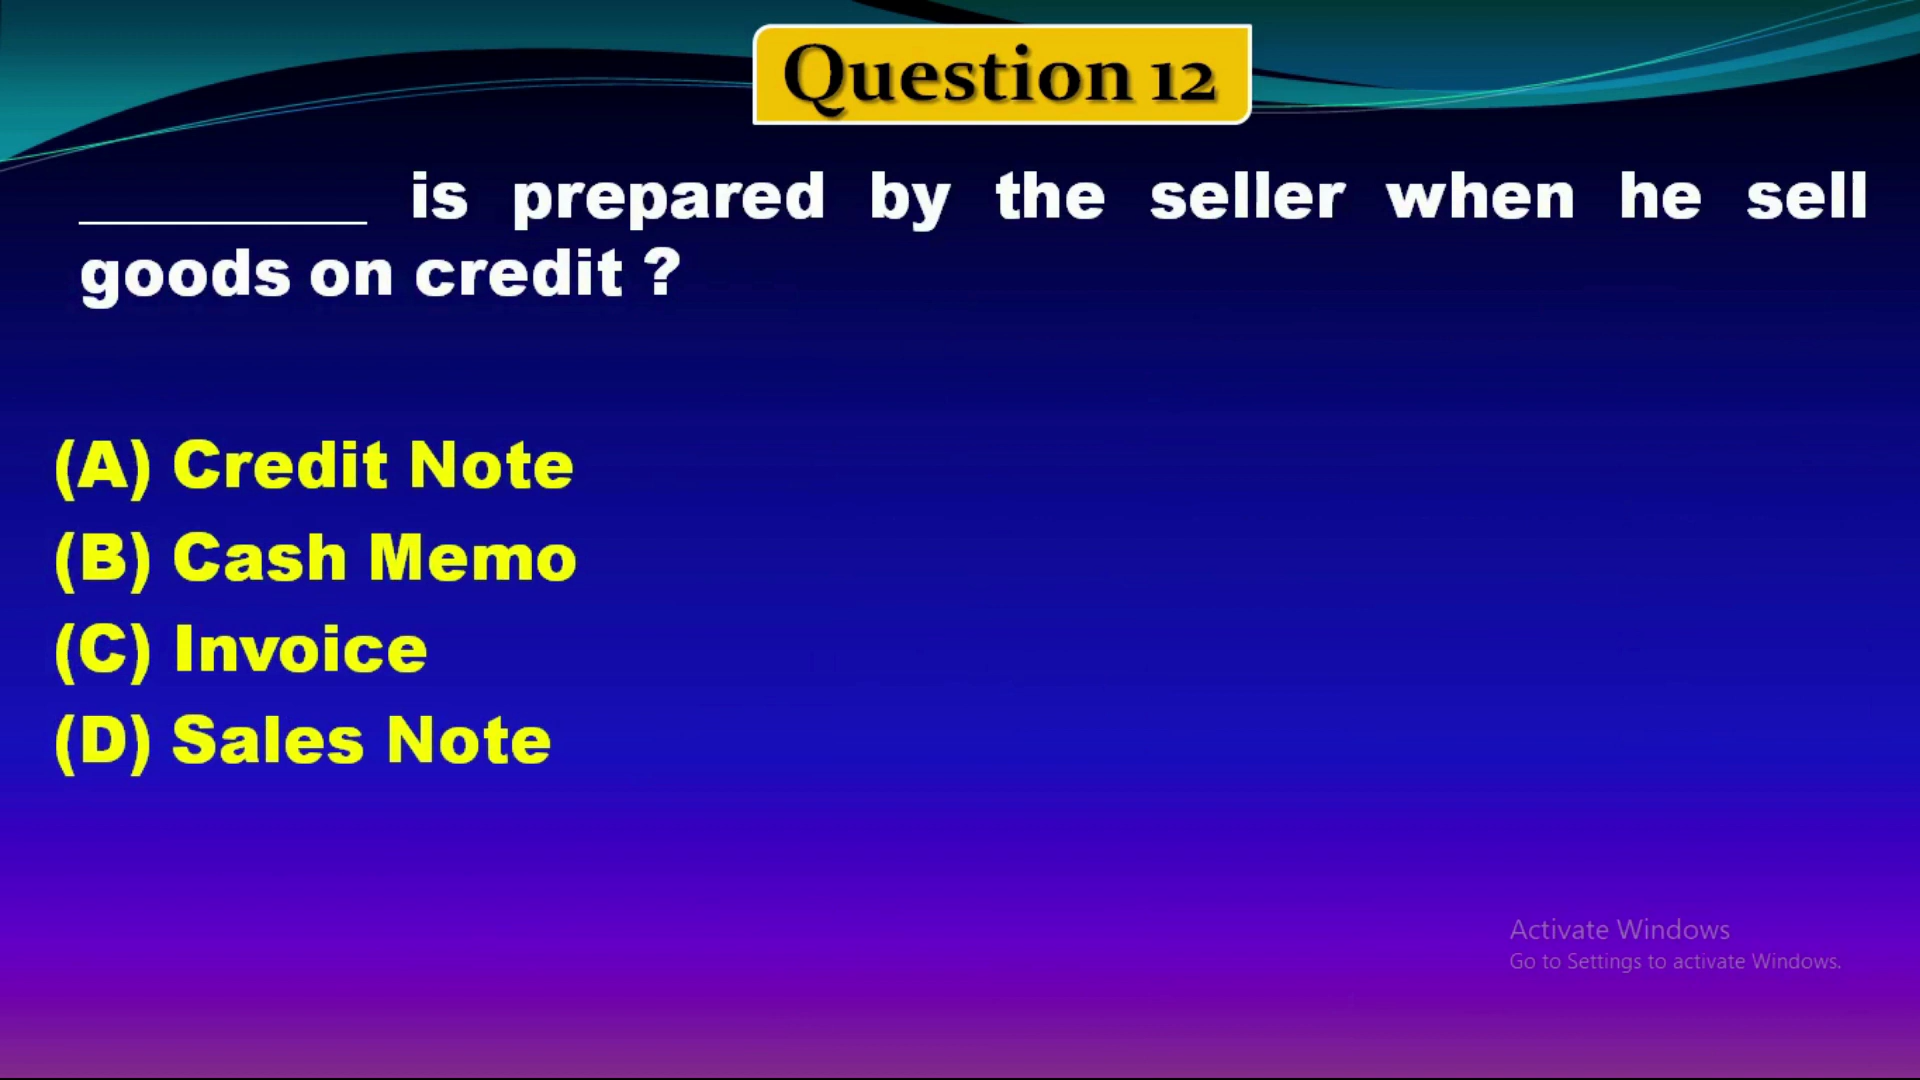 Question 12
_________ is prepared by the seller when he sell
goods on credit ?
(A) Credit Note
(B) Cash Memo
(C) Invoice
(D) Sales Note
Activate Windows
Go to Settings to activate Windows.